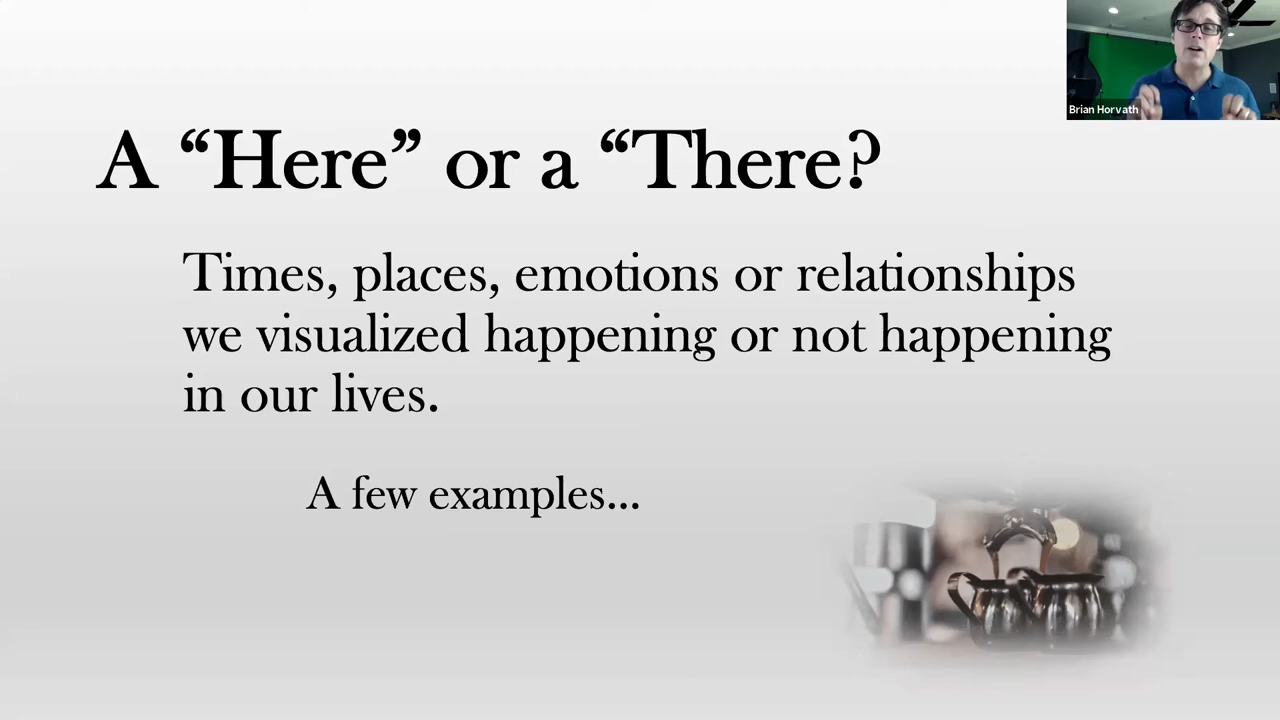 Brian Horvath
A “Here” or a “There?
Times, places, emotions or relationships
we visualized happening or not happening
in our lives.
A few examples...